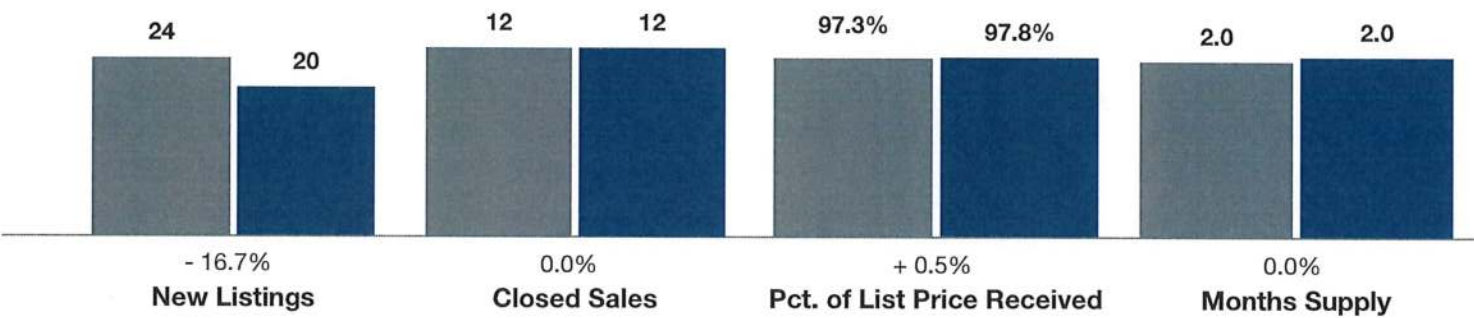 24 20 12 12 97.3% 97.8% 2.0 2.0
- 16.7% 0.0% + 0.5% 0.0%
New Listings Closed Sales Pct. of List Price Received Months Supply